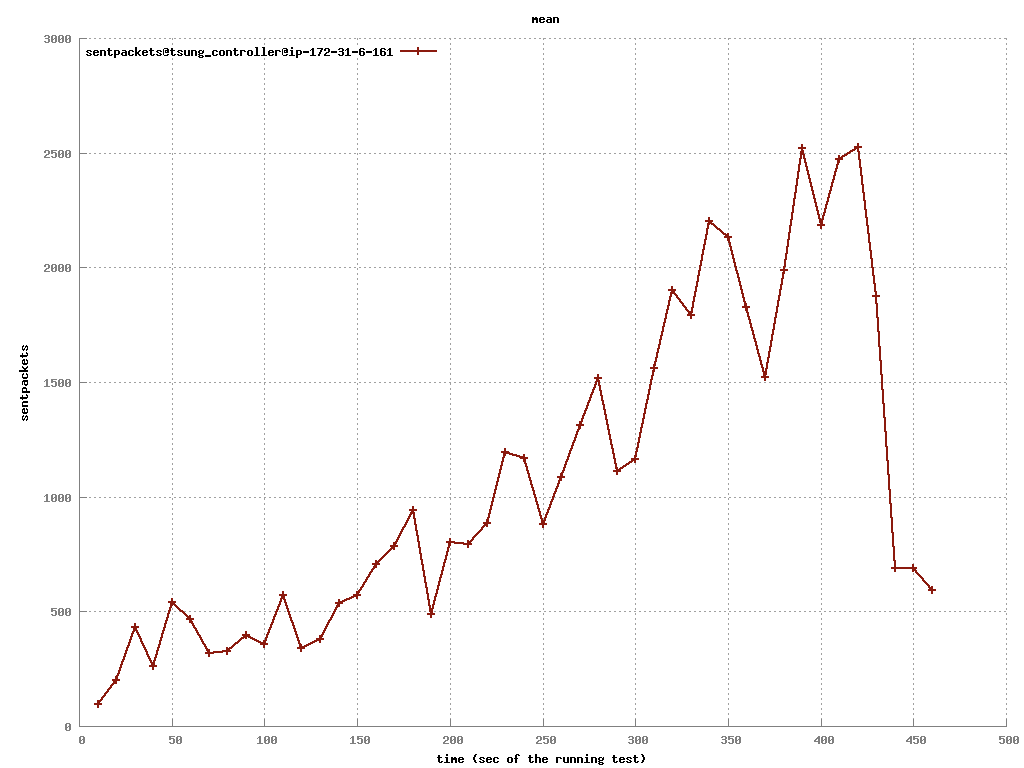 mean
sentpackets@tsung_controller@ip-172-31-6-161
3000
2500
2000
1500
1000
500
0
sentpackets
0 50 100 150 200 250 300 350 400 450 500
time (sec of the running test)